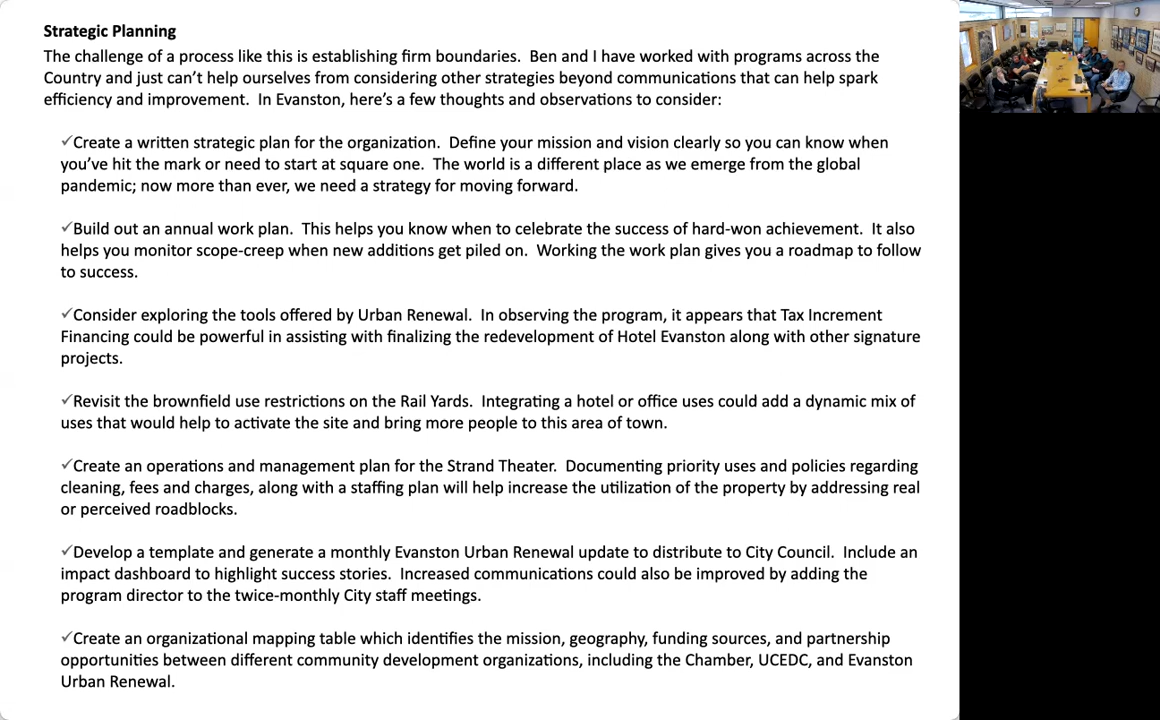 Strategic Planning
The challenge of a process like this is establishing firm boundaries.  Ben and I have worked with programs across the
Country and just can’t help ourselves from considering other strategies beyond communications that can help spark
efficiency and improvement.  In Evanston, here’s a few thoughts and observations to consider:
✓Create a written strategic plan for the organization.  Define your mission and vision clearly so you can know when
you’ve hit the mark or need to start at square one.  The world is a different place as we emerge from the global
pandemic; now more than ever, we need a strategy for moving forward.
✓Build out an annual work plan.  This helps you know when to celebrate the success of hard-won achievement.  It also
helps you monitor scope-creep when new additions get piled on.  Working the work plan gives you a roadmap to follow
to success.
✓Consider exploring the tools offered by Urban Renewal.  In observing the program, it appears that Tax Increment
Financing could be powerful in assisting with finalizing the redevelopment of Hotel Evanston along with other signature
projects.
✓Revisit the brownfield use restrictions on the Rail Yards.  Integrating a hotel or office uses could add a dynamic mix of
uses that would help to activate the site and bring more people to this area of town.
✓Create an operations and management plan for the Strand Theater.  Documenting priority uses and policies regarding
cleaning, fees and charges, along with a staffing plan will help increase the utilization of the property by addressing real
or perceived roadblocks.
✓Develop a template and generate a monthly Evanston Urban Renewal update to distribute to City Council.  Include an
impact dashboard to highlight success stories.  Increased communications could also be improved by adding the
program director to the twice-monthly City staff meetings.
✓Create an organizational mapping table which identifies the mission, geography, funding sources, and partnership
opportunities between different community development organizations, including the Chamber, UCEDC, and Evanston
Urban Renewal.